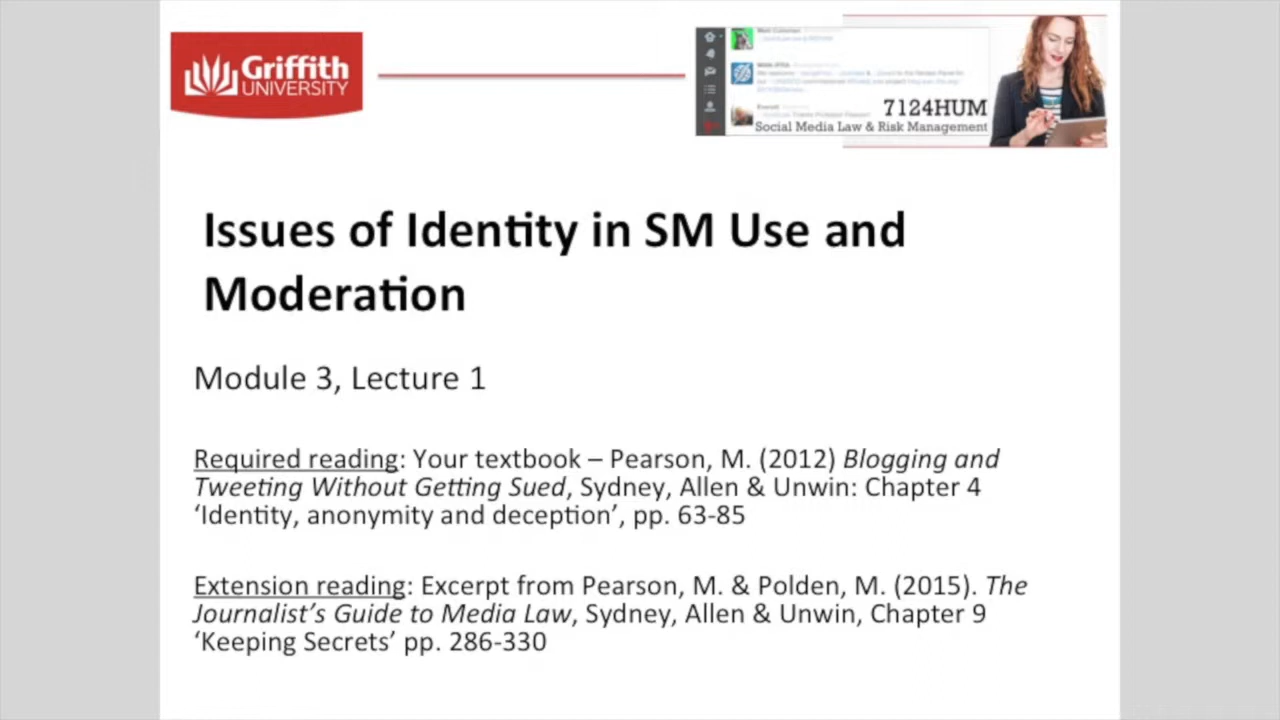 Griffith
UNIVERSITY
7124HUM
Social Media Law & Risk Management
Issues of Identity in SM Use and
Moderation
Module 3, Lecture 1
Required reading: Your textbook – Pearson, M. (2012) Blogging and
Tweeting Without Getting Sued, Sydney, Allen & Unwin: Chapter 4
‘Identity, anonymity and deception’, pp. 63-85
Extension reading: Excerpt from Pearson, M. & Polden, M. (2015). The
Journalist’s Guide to Media Law, Sydney, Allen & Unwin, Chapter 9
‘Keeping Secrets’ pp. 286-330